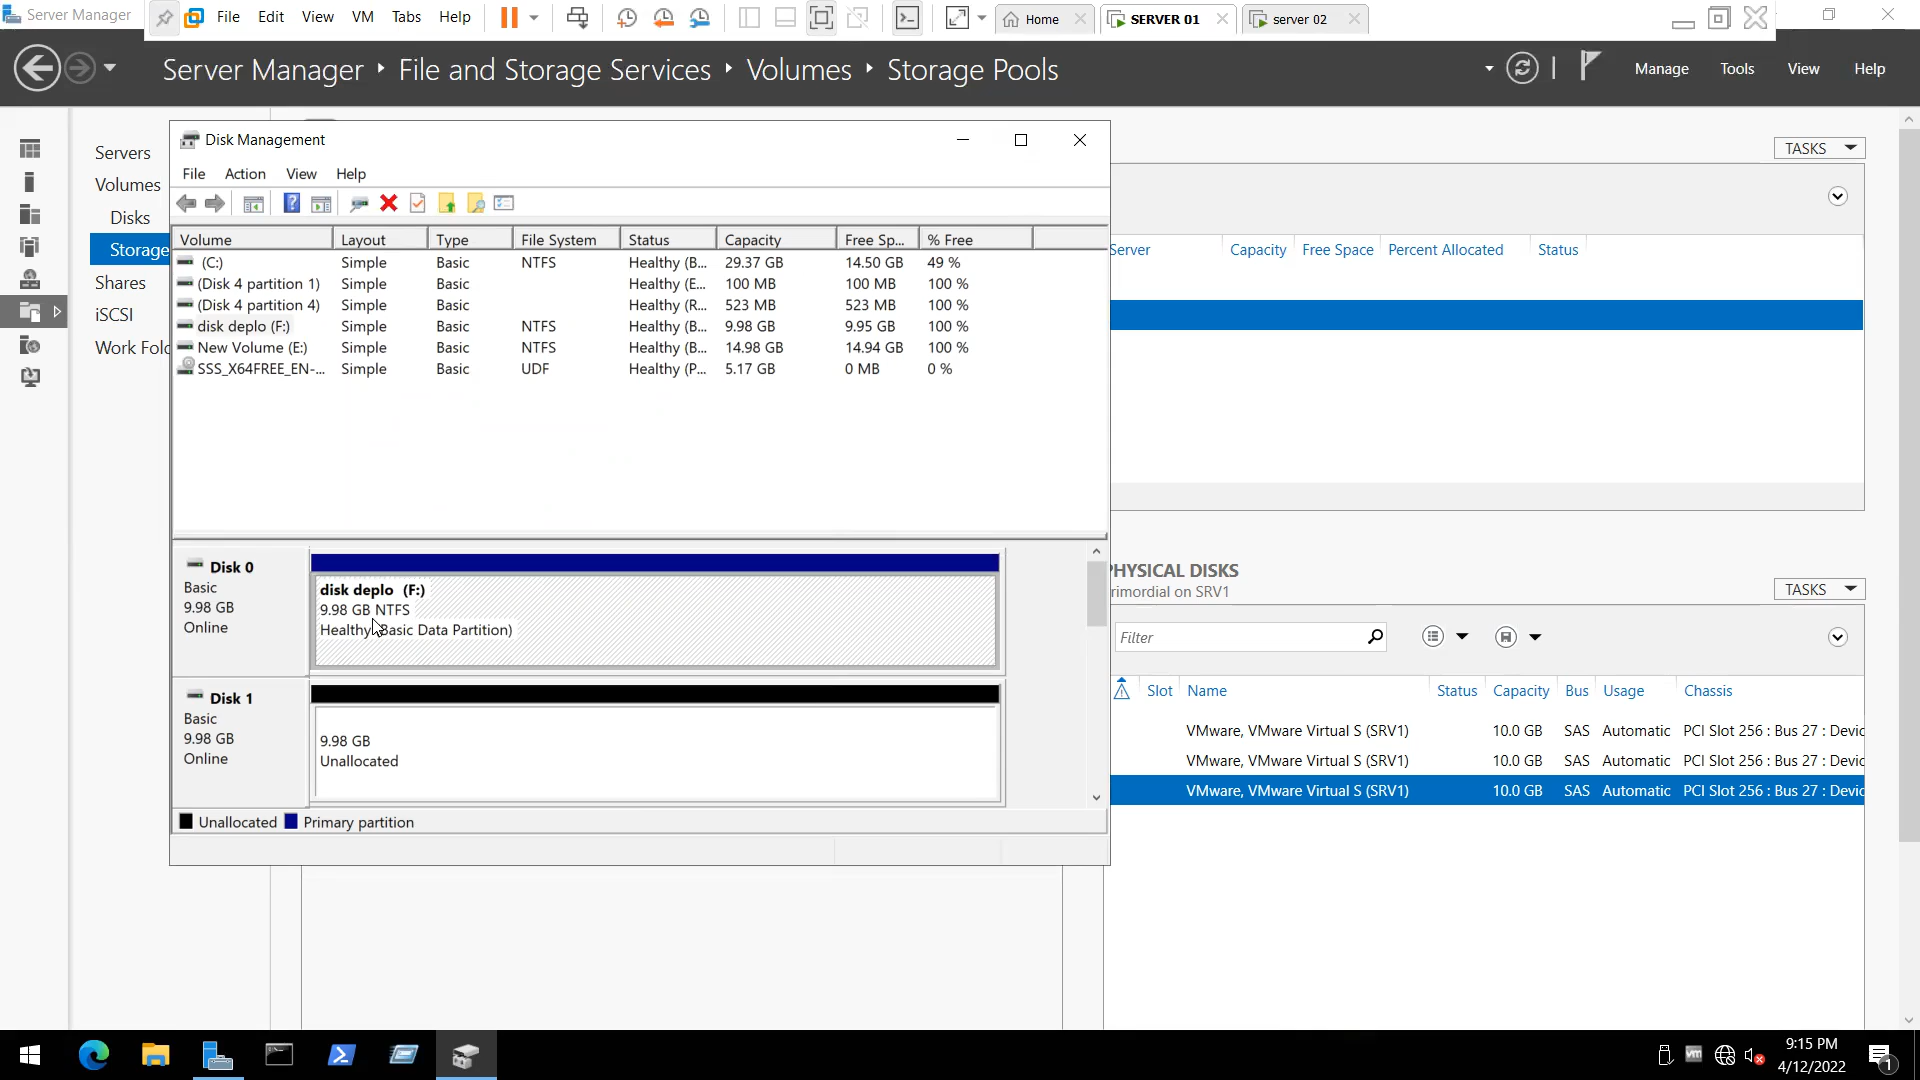 Server Manager
File Edit View VM Tabs Help
Home
SERVER 01
server 02
Server Manager ‣ File and Storage Services ‣ Volumes ‣ Storage Pools
Manage Tools View Help
Servers
Volumes
Disks
Storage
Shares
iSCSI
Work Fol
TASKS
Server Capacity Free Space Percent Allocated Status
Disk Management
File Action View Help
Volume Layout Type File System Status Capacity Free Sp... % Free
(C:) Simple Basic NTFS Healthy (B... 29.37 GB 14.50 GB 49 %
(Disk 4 partition 1) Simple Basic Healthy (E... 100 MB 100 MB 100 %
(Disk 4 partition 4) Simple Basic Healthy (R... 523 MB 523 MB 100 %
disk deplo (F:) Simple Basic NTFS Healthy (B... 9.98 GB 9.95 GB 100 %
New Volume (E:) Simple Basic NTFS Healthy (B... 14.98 GB 14.94 GB 100 %
SSS_X64FREE_EN-... Simple Basic UDF Healthy (P... 5.17 GB 0 MB 0 %
Disk 0
Basic
9.98 GB
Online
disk deplo (F:)
9.98 GB NTFS
Healthy (Basic Data Partition)
Disk 1
Basic
9.98 GB
Online
9.98 GB
Unallocated
Unallocated Primary partition
PHYSICAL DISKS
rimordial on SRV1
TASKS
Filter
Slot Name Status Capacity Bus Usage Chassis
VMware, VMware Virtual S (SRV1) 10.0 GB SAS Automatic PCI Slot 256 : Bus 27 : Devic
VMware, VMware Virtual S (SRV1) 10.0 GB SAS Automatic PCI Slot 256 : Bus 27 : Devic
VMware, VMware Virtual S (SRV1) 10.0 GB SAS Automatic PCI Slot 256 : Bus 27 : Devic
vm
9:15 PM
4/12/2022
1